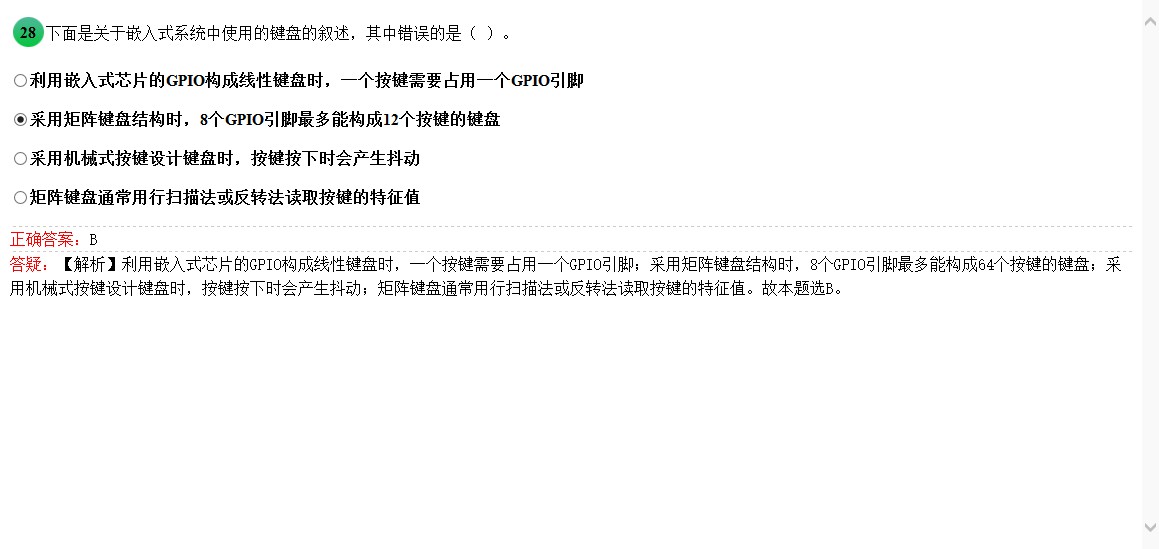 28 下面是关于嵌入式系统中使用的键盘的叙述，其中错误的是（ ）。
利用嵌入式芯片的GPIO构成线性键盘时，一个按键需要占用一个GPIO引脚
采用矩阵键盘结构时，8个GPIO引脚最多能构成12个按键的键盘
采用机械式按键设计键盘时，按键按下时会产生抖动
矩阵键盘通常用行扫描法或反转法读取按键的特征值
正确答案：B
答疑：【解析】利用嵌入式芯片的GPIO构成线性键盘时，一个按键需要占用一个GPIO引脚；采用矩阵键盘结构时，8个GPIO引脚最多能构成64个按键的键盘；采
用机械式按键设计键盘时，按键按下时会产生抖动；矩阵键盘通常用行扫描法或反转法读取按键的特征值。故本题选B。